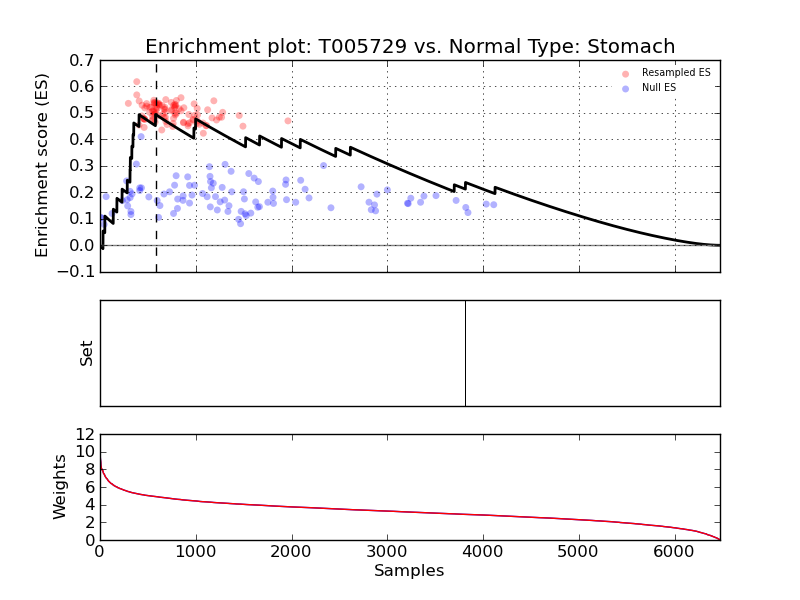 Enrichment plot: T005729 vs. Normal Type: Stomach
Enrichment score (ES)
0.7
0.6
0.5
0.4
0.3
0.2
0.1
0.0
−0.1
Resampled ES
Null ES
Set
Weights
12
10
8
6
4
2
0
0 1000 2000 3000 4000 5000 6000
Samples